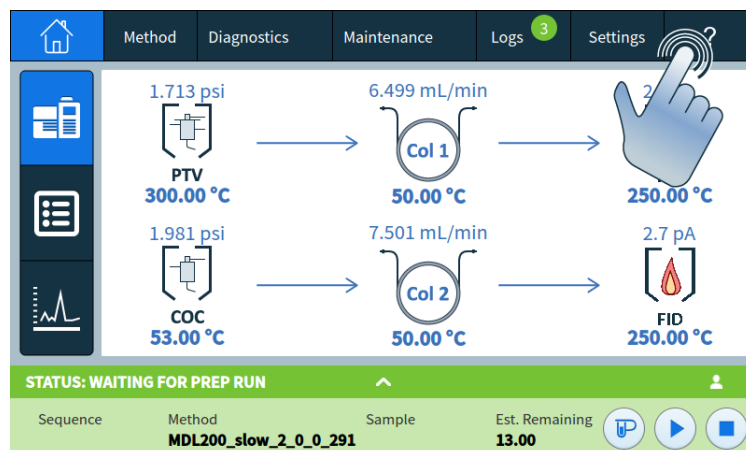 Method Diagnostics Maintenance Logs 3 Settings ?
1.713 psi 6.499 mL/min 2
Col 1
PTV
300.00 °C 50.00 °C 250.00 °C
1.981 psi 7.501 mL/min 2.7 pA
Col 2
COC FID
53.00 °C 50.00 °C 250.00 °C
STATUS: WAITING FOR PREP RUN
Sequence Method Sample Est. Remaining
MDL200_slow_2_0_0_291 13.00